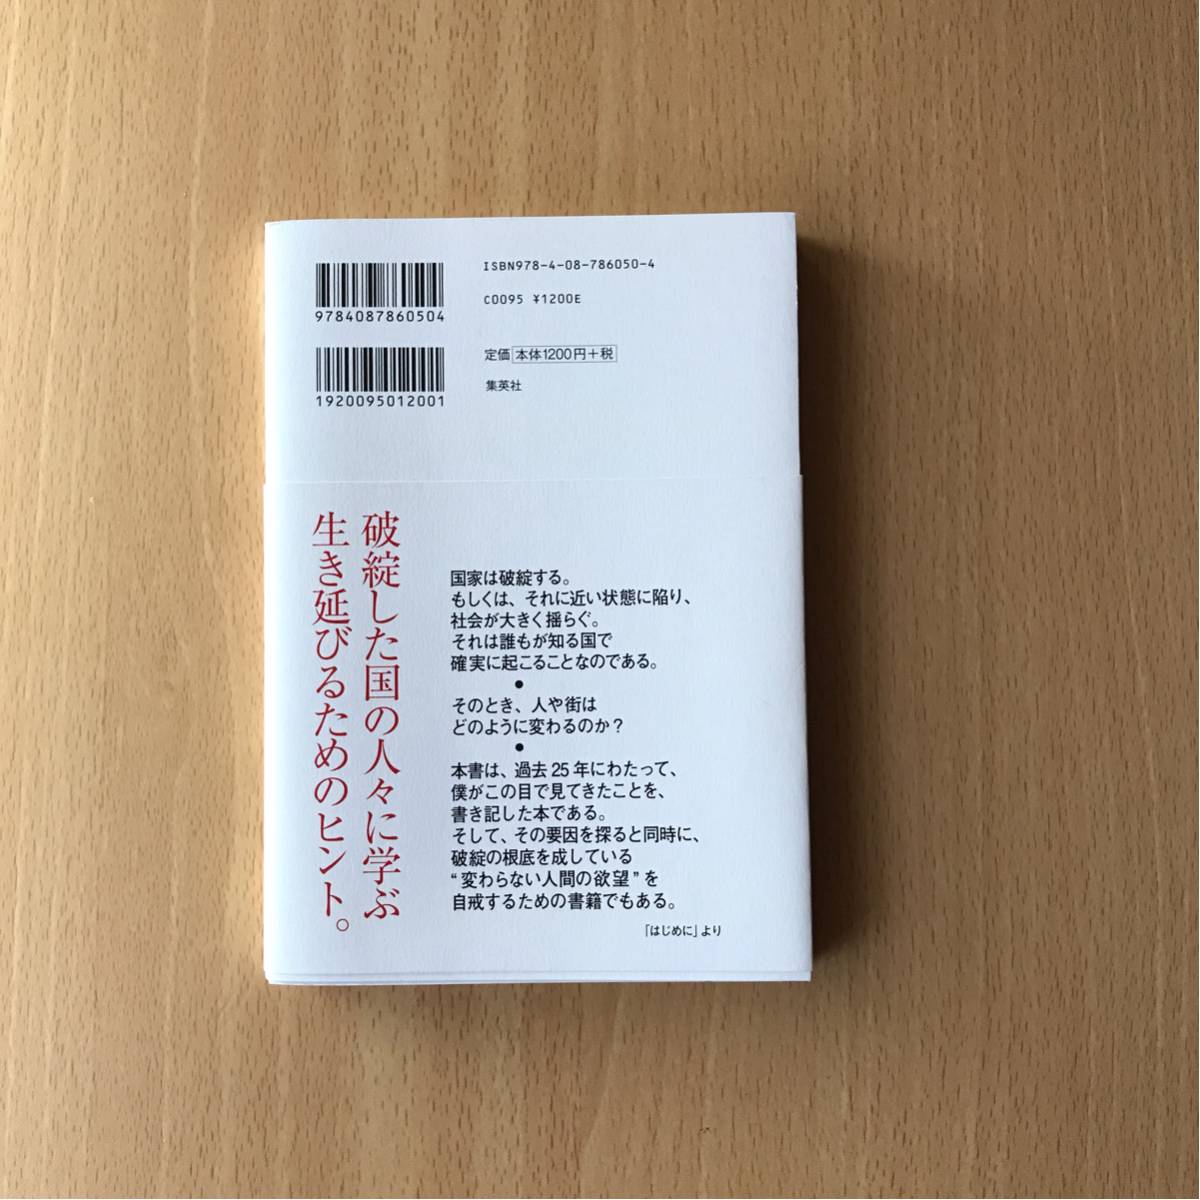 ISBN978-4-08-786050-4
9784087860504
C0095 ¥1200E
1920095012001
定価 本体1200円+税
集英社
破綻した国の人々に学ぶ
生き延びるためのヒント。
国家は破綻する。
もしくは、それに近い状態に陥り、
社会が大きく揺らぐ。
それは誰もが知る国で
確実に起こることなのである。
●
そのとき、人や街は
どのように変わるのか？
●
本書は、過去25年にわたって、
僕がこの目で見てきたことを、
書き記した本である。
そして、その要因を探ると同時に、
破綻の根底を成している
“変わらない人間の欲望”を
自戒するための書籍でもある。
「はじめに」より